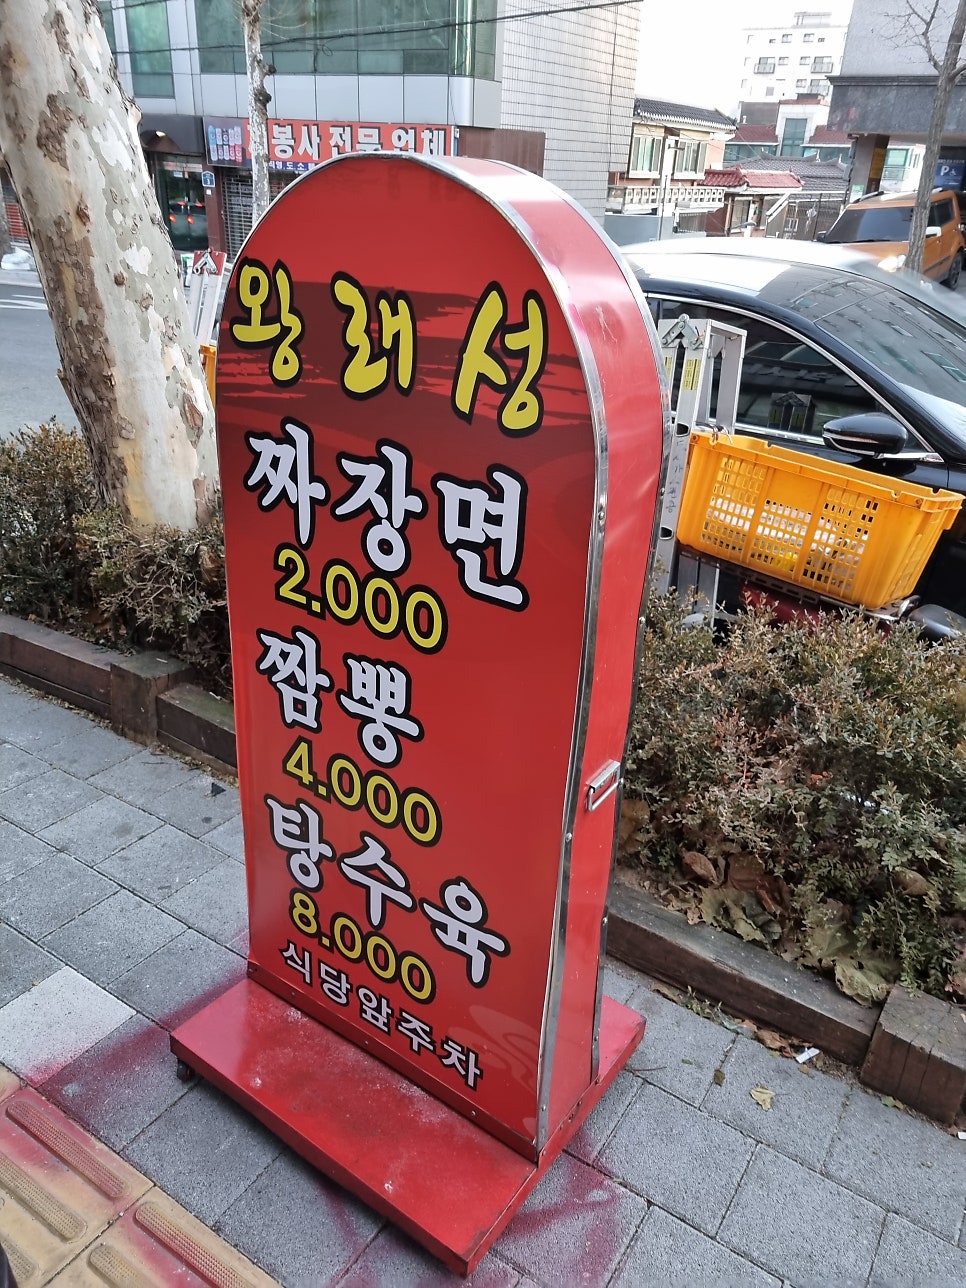 봉사 전문 업체
왕래성
짜장면
2.000
짬뽕
4.000
탕수육
8.000
식당앞주차
P